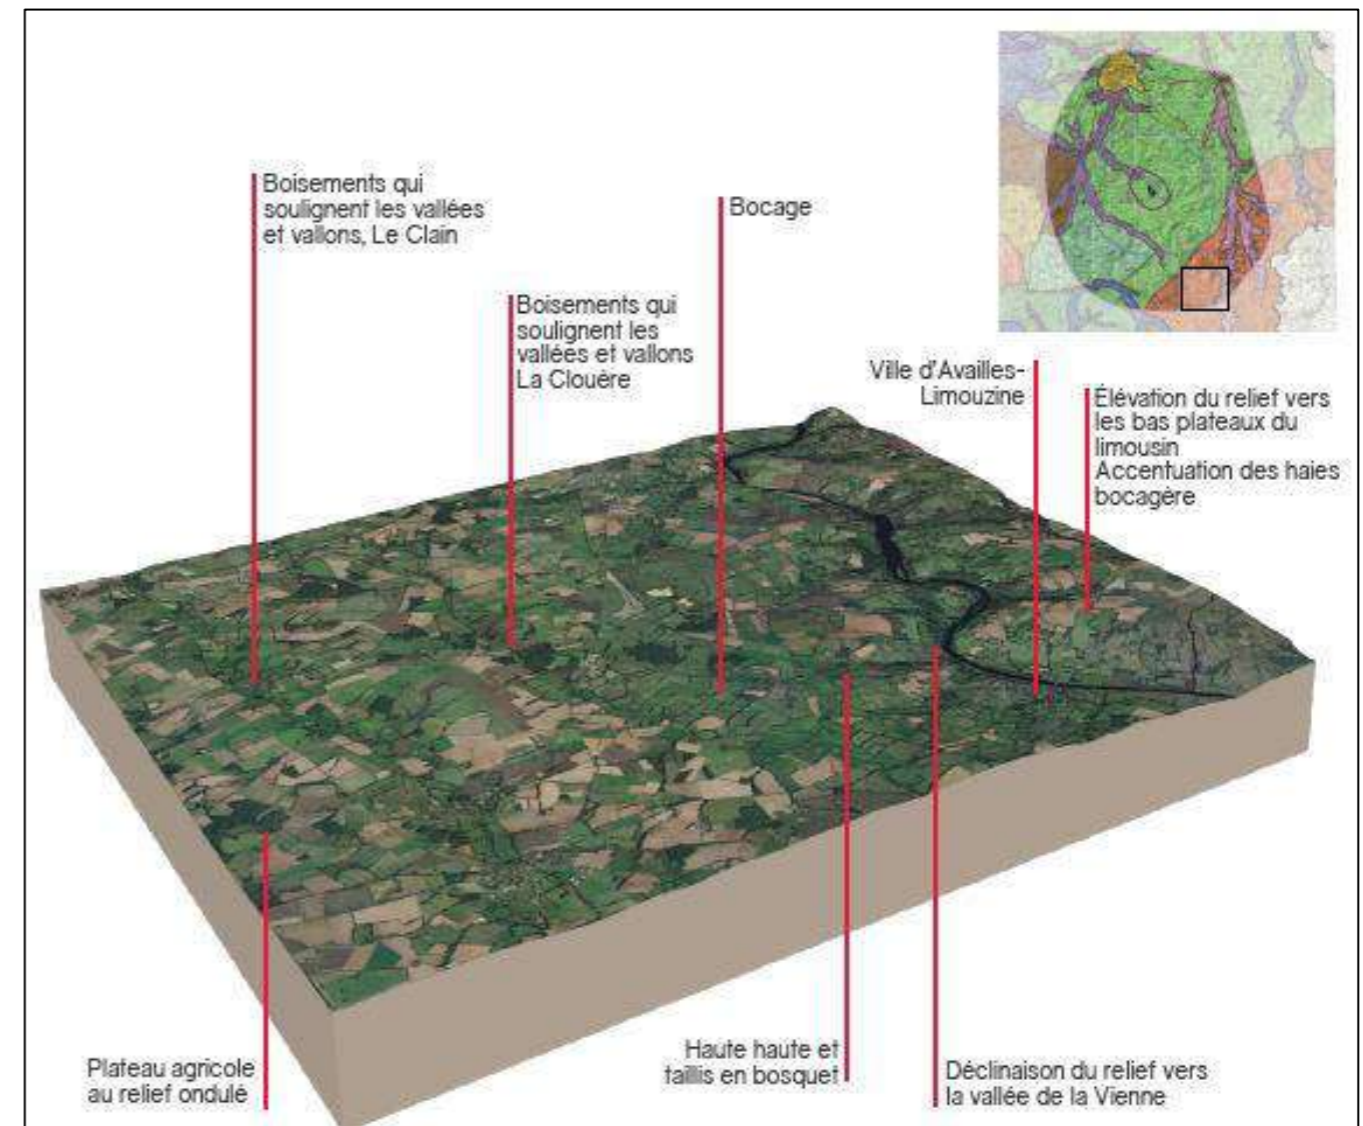 Boisements qui
soulignent les vallées
et vallons, Le Clain
Bocage
Boisements qui
soulignent les
vallées et vallons
La Clouère
Ville d'Availles-
Limouzine
Élévation du relief vers
les bas plateaux du
limousin
Accentuation des haies
bocagère
Plateau agricole
au relief ondulé
Haute haute et
taillis en bosquet
Déclinaison du relief vers
la vallée de la Vienne